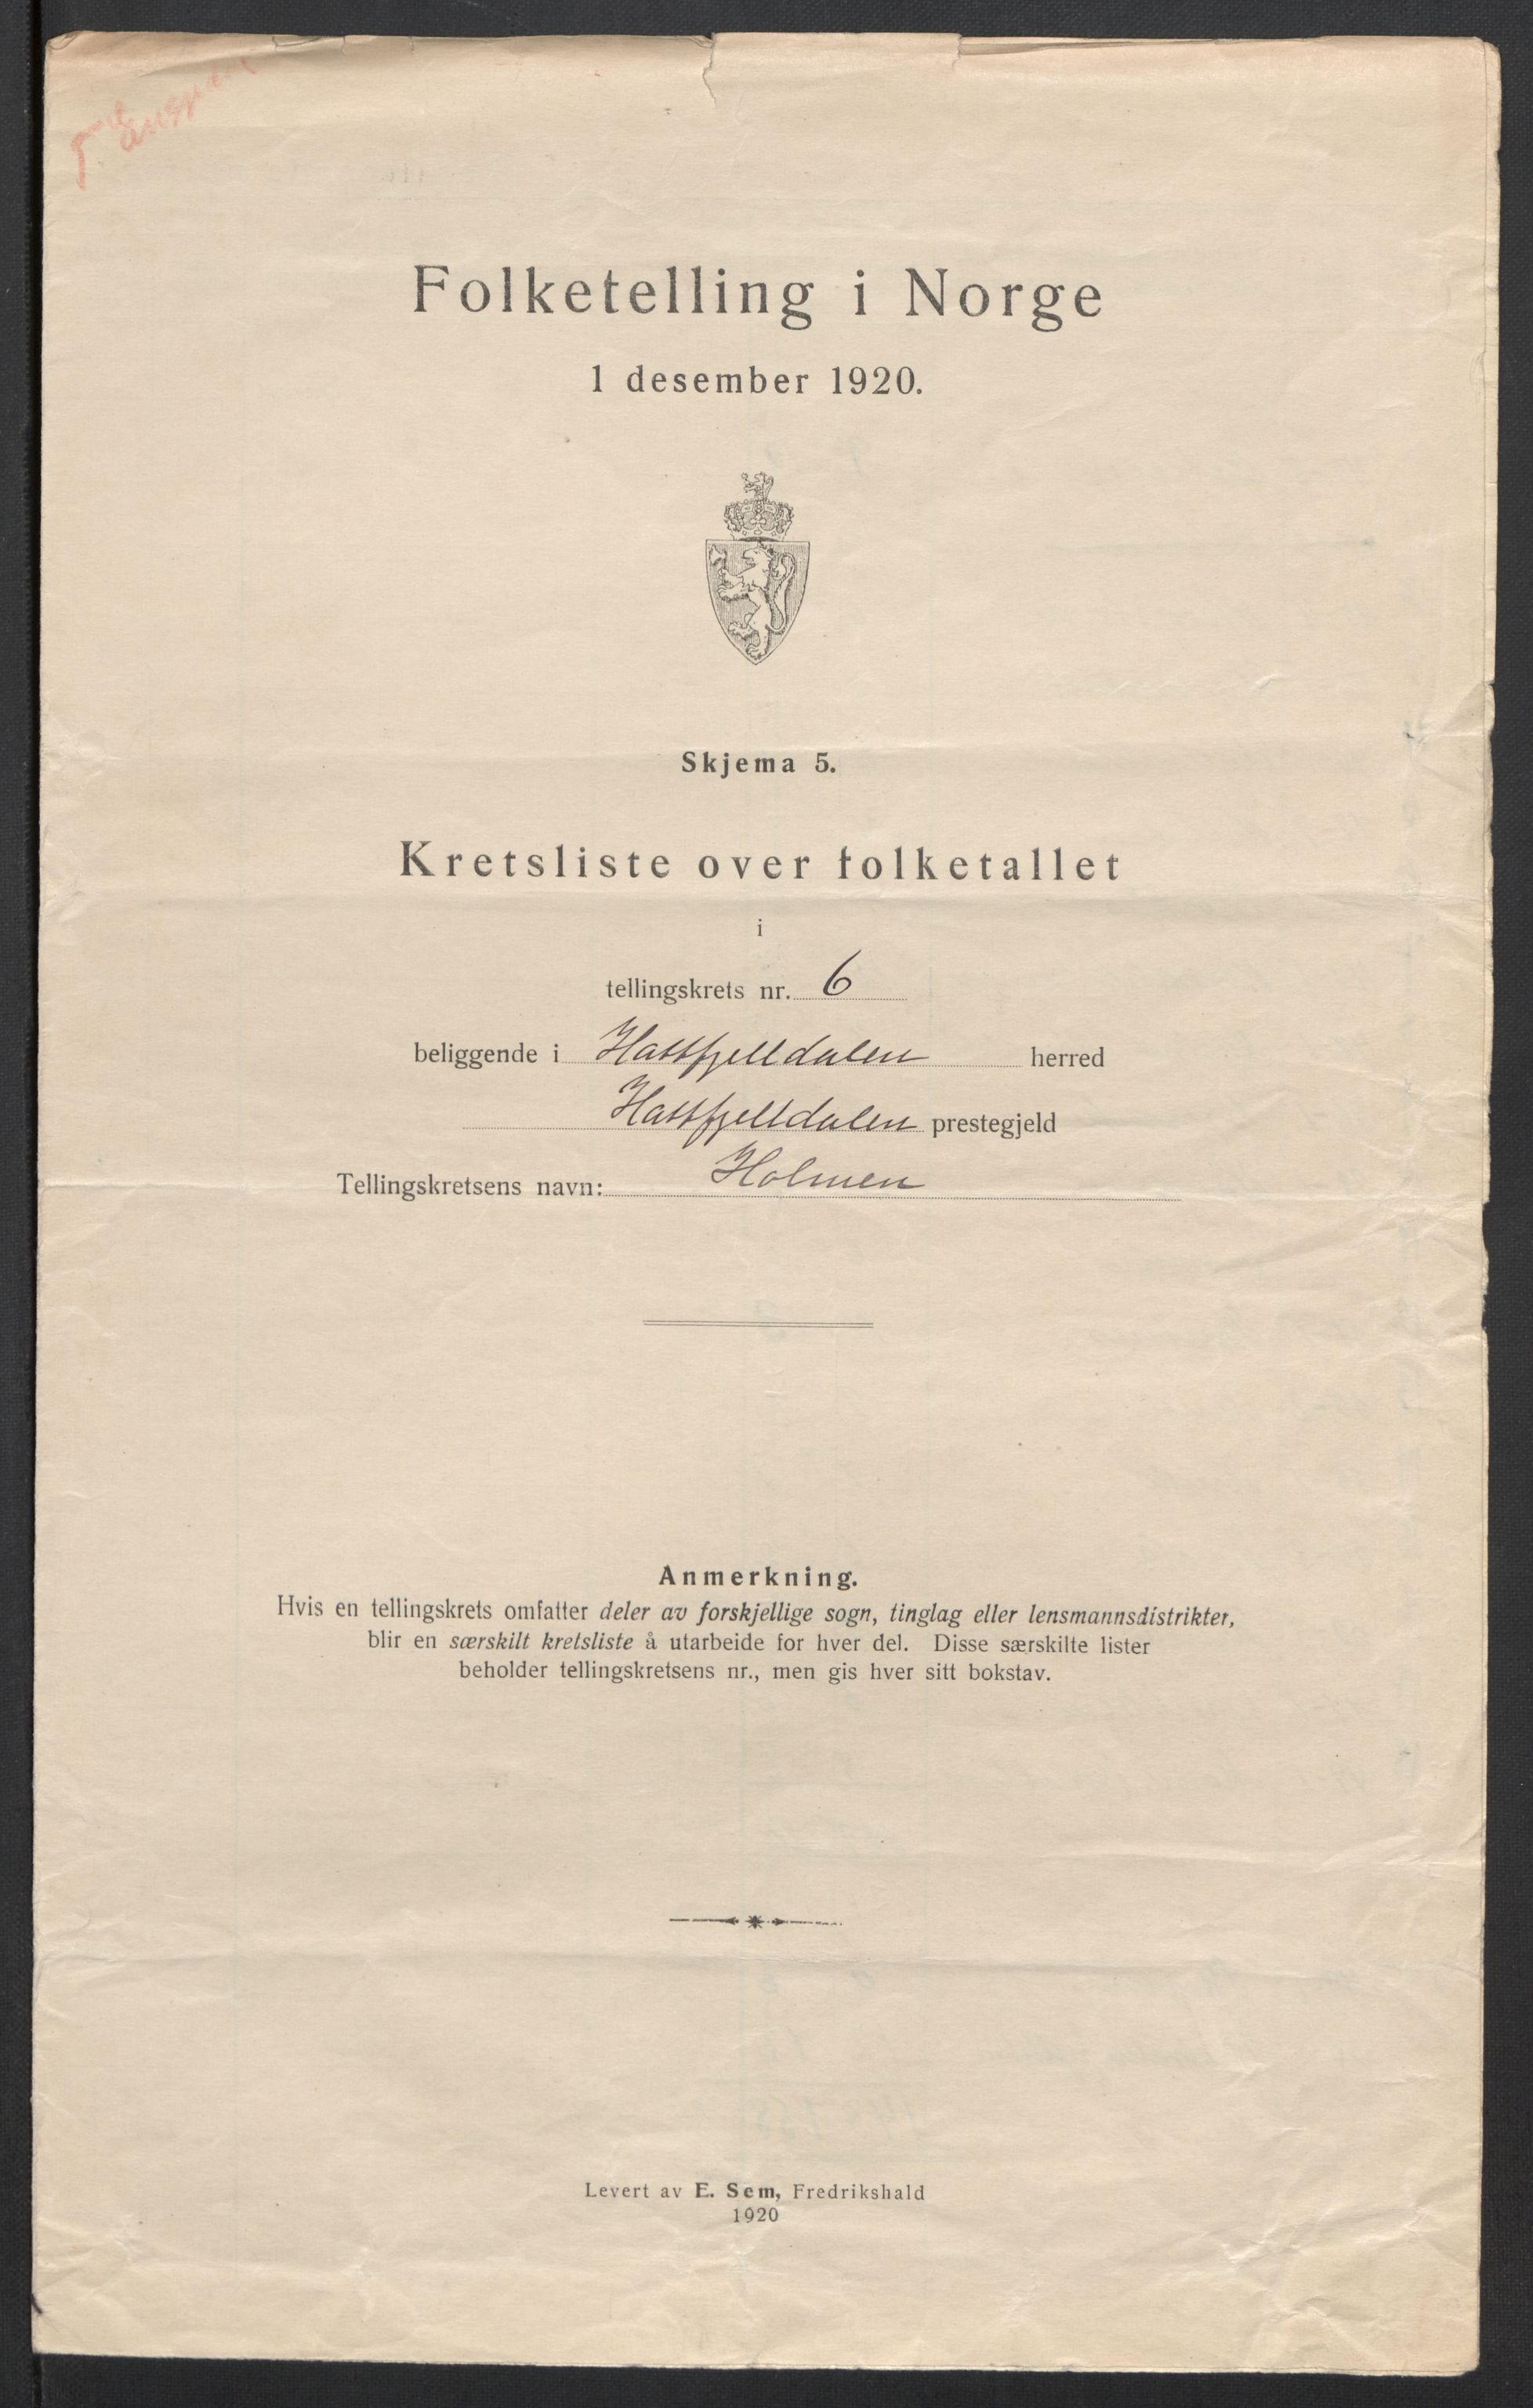 Folketelling i Norge
1 desember 1920.
Skjema 5.
Kretsliste over folketallet
i
tellingskrets nr. 6
beliggende i Hattfjelldalen herred
Hattfjelldalen prestegjeld
Tellingskretsens navn: Holmen
Anmerkning.
Hvis en tellingskrets omfatter deler av forskjellige sogn, tinglag eller lensmannsdistrikter,
blir en særskilt kretsliste å utarbeide for hver del. Disse særskilte lister
beholder tellingskretsens nr., men gis hver sitt bokstav.
Levert av E. Sem, Fredrikshald
1920